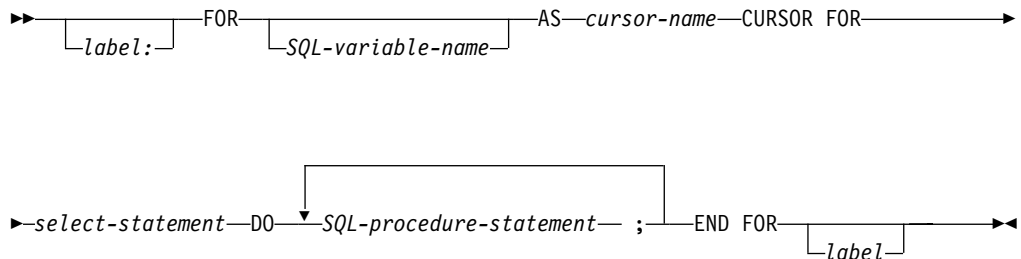 FOR AS cursor-name CURSOR FOR
label: SQL-variable-name
select-statement DO SQL-procedure-statement ; END FOR
label